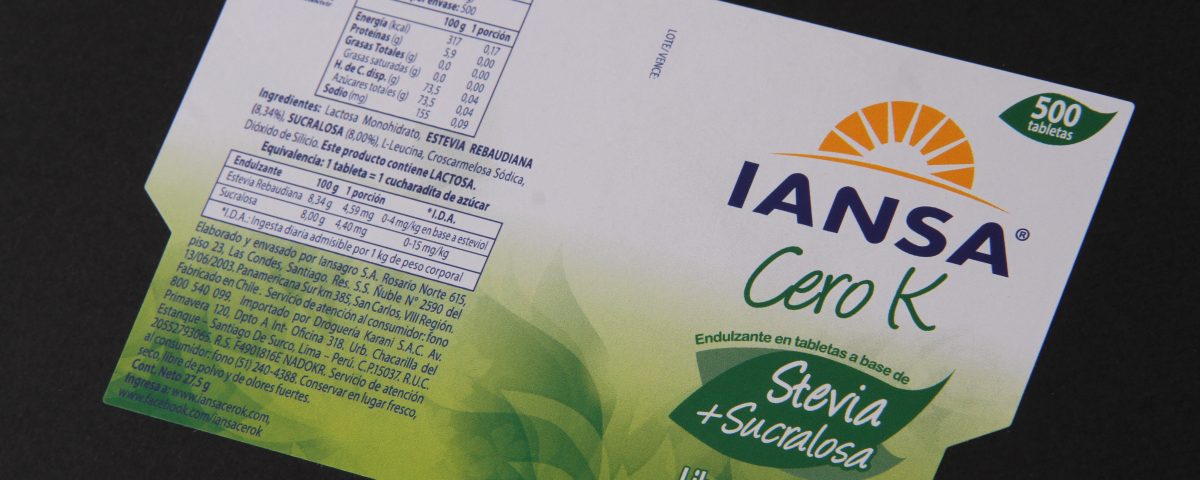 envase: 500
100 g 1 porción
Energía (kcal) 317 0,17
Proteínas (g) 5,9 0,00
Grasas Totales (g) 0,0 0,00
Grasas saturadas (g) 0,0 0,00
H. de C. disp. (g) 73,5 0,04
Azúcares totales (g) 73,5 0,04
Sodio (mg) 155 0,09
Ingredientes: Lactosa Monohidrato, ESTEVIA REBAUDIANA
(8,34%), SUCRALOSA (8,00%), L-Leucina, Croscarmelosa Sódica,
Dióxido de Silicio. Este producto contiene LACTOSA.
Equivalencia: 1 tableta = 1 cucharadita de azúcar
Endulzante 100 g 1 porción *I.D.A.
Estevia Rebaudiana 8,34 g 4,59 mg 0-4 mg/kg en base a esteviol
Sucralosa 8,00 g 4,40 mg 0-15 mg/kg
*I.D.A.: Ingesta diaria admisible por 1 kg de peso corporal
Elaborado y envasado por Iansagro S.A. Rosario Norte 615,
piso 23, Las Condes, Santiago. Res. S.S. Ñuble N° 2590 del
13/06/2003. Panamericana Sur km 385, San Carlos, VIII Región.
Fabricado en Chile. Servicio de atención al consumidor: fono
800 540 099. Importado por Droguería Karani S.A.C. Av.
Primavera 120, Dpto A Int- Oficina 318. Urb. Chacarilla del
Estanque - Santiago De Surco, Lima - Perú. C.P.15037. R.U.C.
20552793065. R.S. F4901816E NADOKR. Servicio de atención
al consumidor: fono (51) 240-4388. Conservar en lugar fresco,
seco, libre de polvo y de olores fuertes.
Cont. Neto 27,5 g
Ingresa a: www.iansacerok.com,
www.facebook.com/iansacerok
LOTE/VENCE:
500
tabletas
IANSA®
Cero K
Endulzante en tabletas a base de
Stevia
+Sucralosa